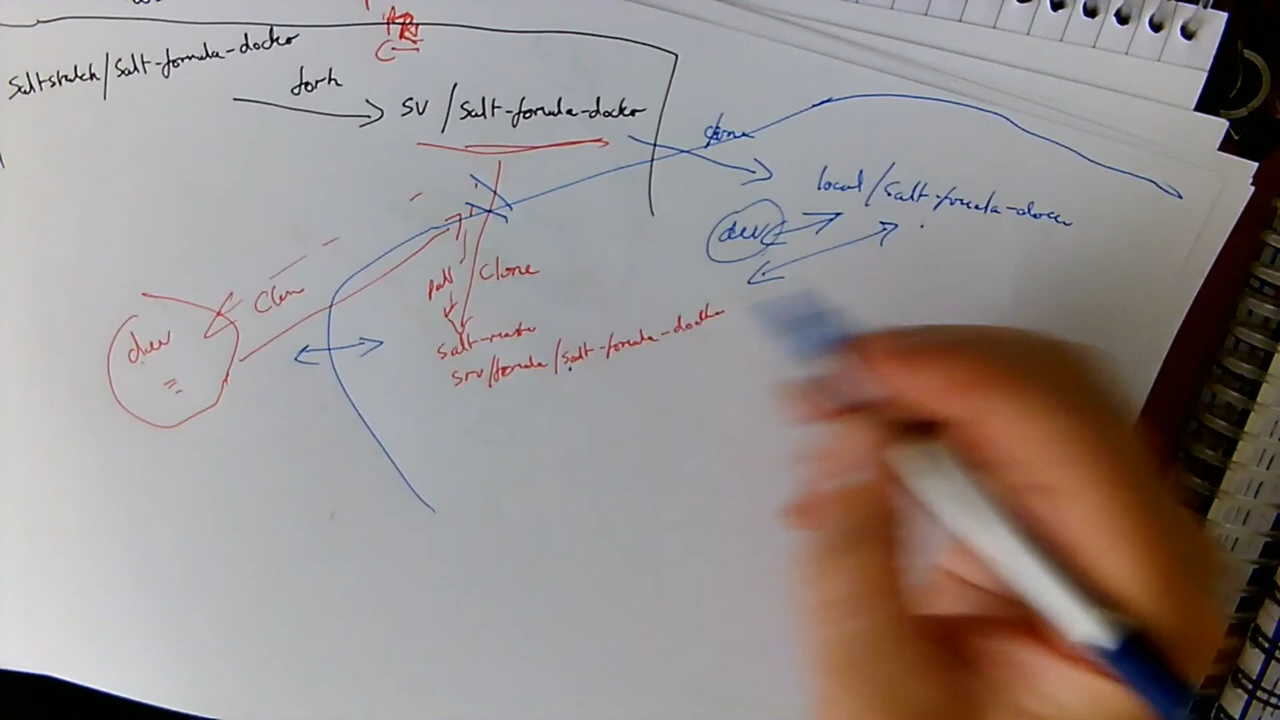 Saltstack/Salt-formula-docker
fork
SV/Salt-formula-docker
clone
local/Salt-formula-docker
dev
Clone
pull
Clone
dev
Salt-master
srv/formula/salt-formula-docker